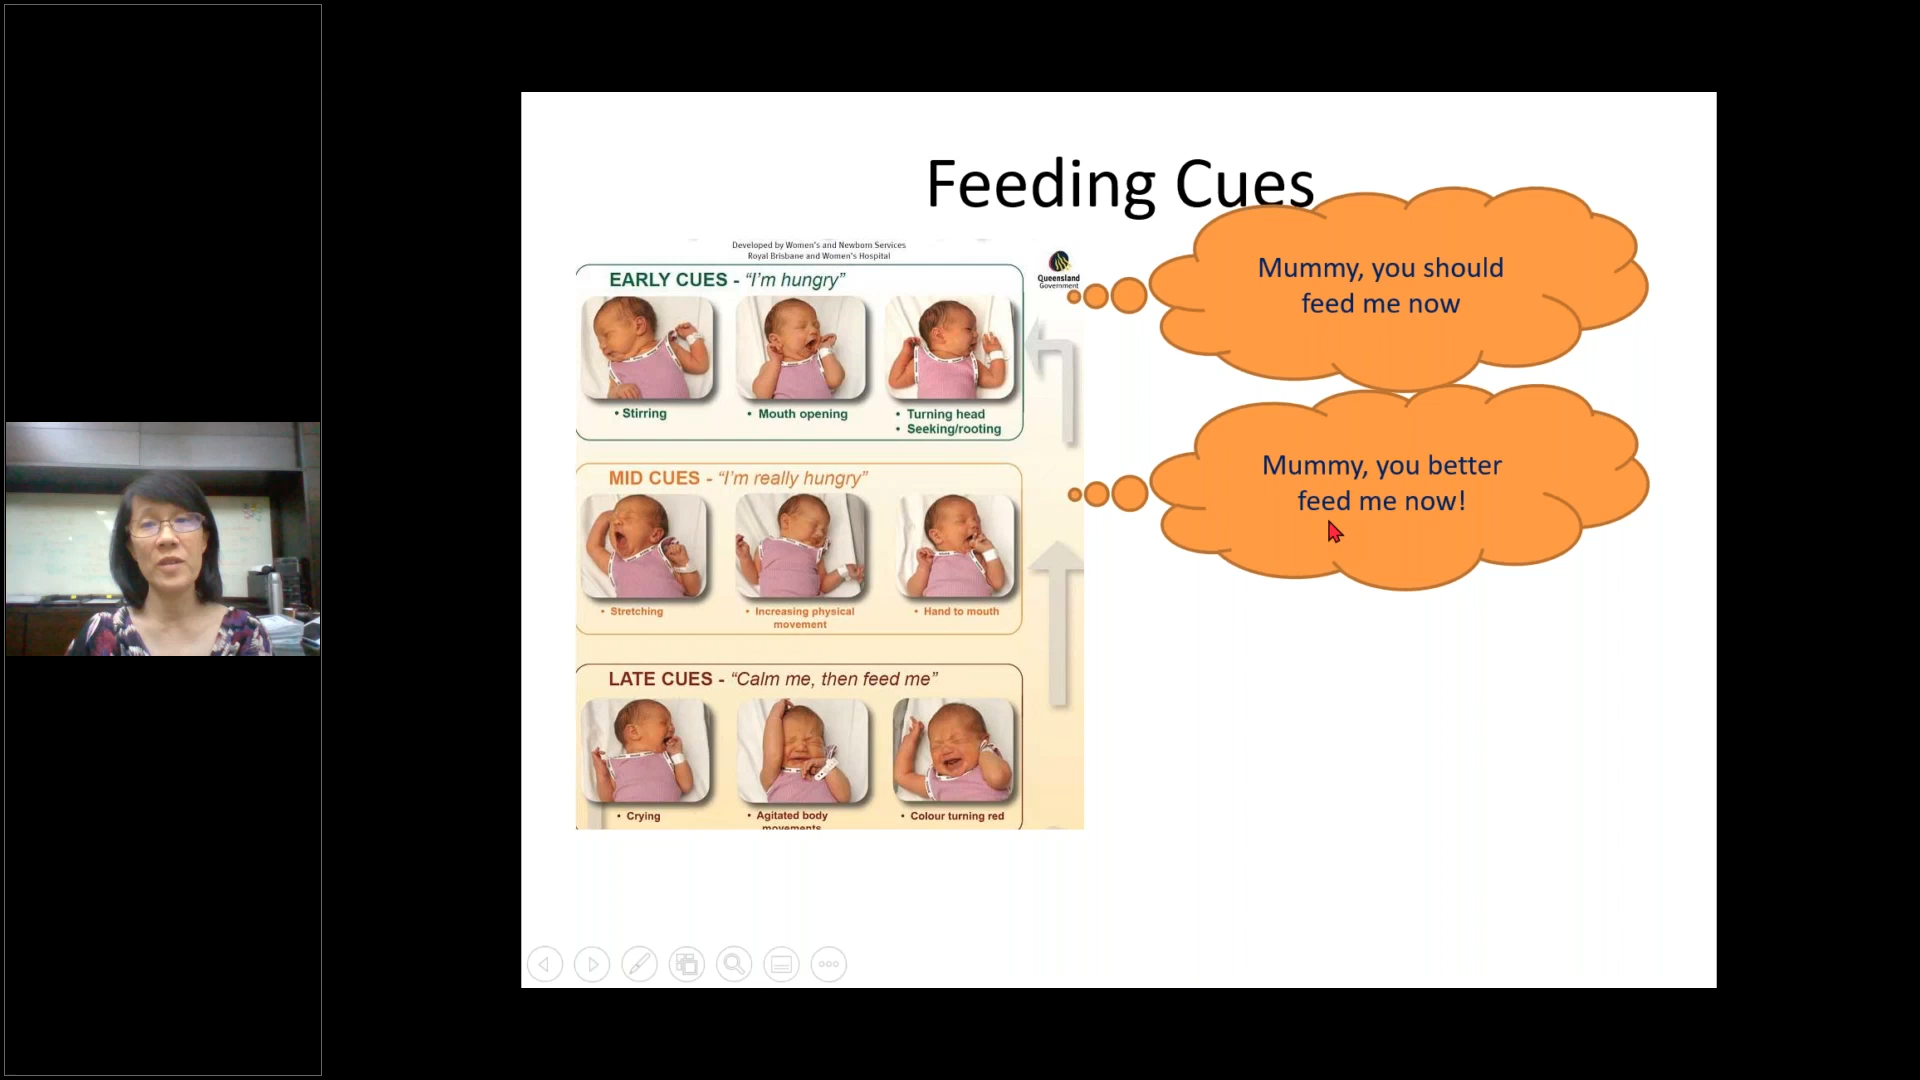 Feeding Cues
Developed by Women's and Newborn Services
Royal Brisbane and Women's Hospital
Queensland
Government
EARLY CUES - “I'm hungry”
• Stirring
• Mouth opening
• Turning head
• Seeking/rooting
MID CUES - “I'm really hungry”
• Stretching
• Increasing physical
movement
• Hand to mouth
LATE CUES - “Calm me, then feed me”
• Crying
• Agitated body
movements
• Colour turning red
Mummy, you should
feed me now
Mummy, you better
feed me now!